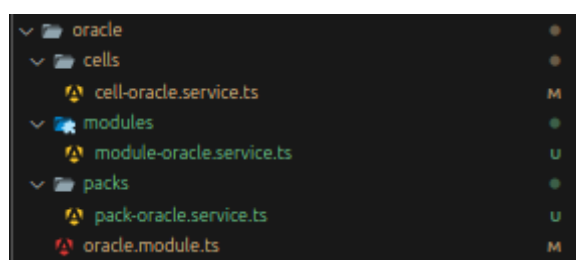 oracle
cells
cell-oracle.service.ts M
modules
module-oracle.service.ts U
packs
pack-oracle.service.ts U
oracle.module.ts M